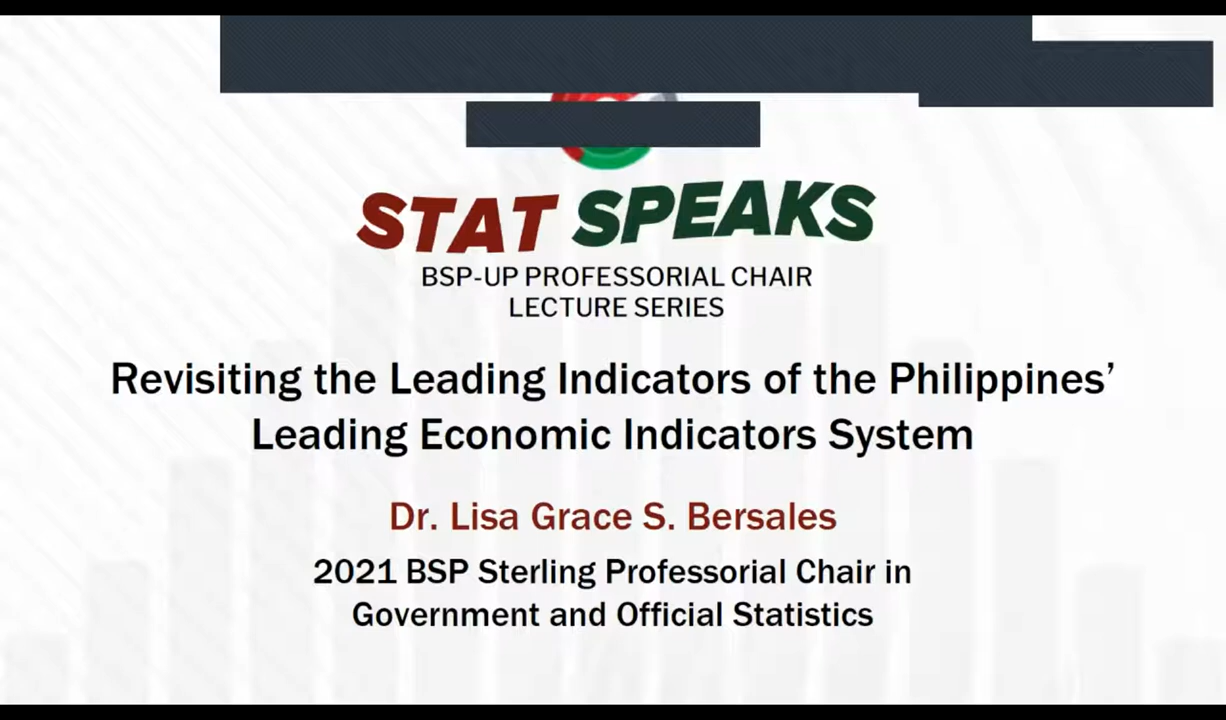 STAT SPEAKS
BSP-UP PROFESSORIAL CHAIR
LECTURE SERIES
Revisiting the Leading Indicators of the Philippines’
Leading Economic Indicators System
Dr. Lisa Grace S. Bersales
2021 BSP Sterling Professorial Chair in
Government and Official Statistics